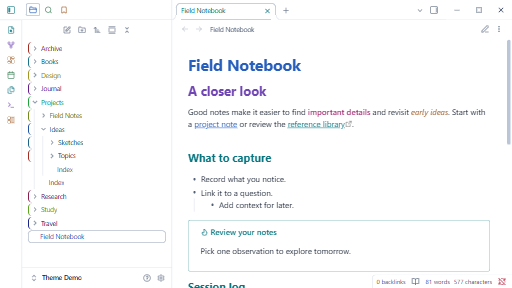 Field Notebook
Field Notebook
Archive
Books
Design
Journal
Projects
Field Notes
Ideas
Sketches
Topics
Index
Index
Research
Study
Travel
Field Notebook
Theme Demo
Field Notebook
A closer look
Good notes make it easier to find important details and revisit early ideas. Start with
a project note or review the reference library.
What to capture
Record what you notice.
Link it to a question.
Add context for later.
Review your notes
Pick one observation to explore tomorrow.
Session log
0 backlinks 81 words 577 characters